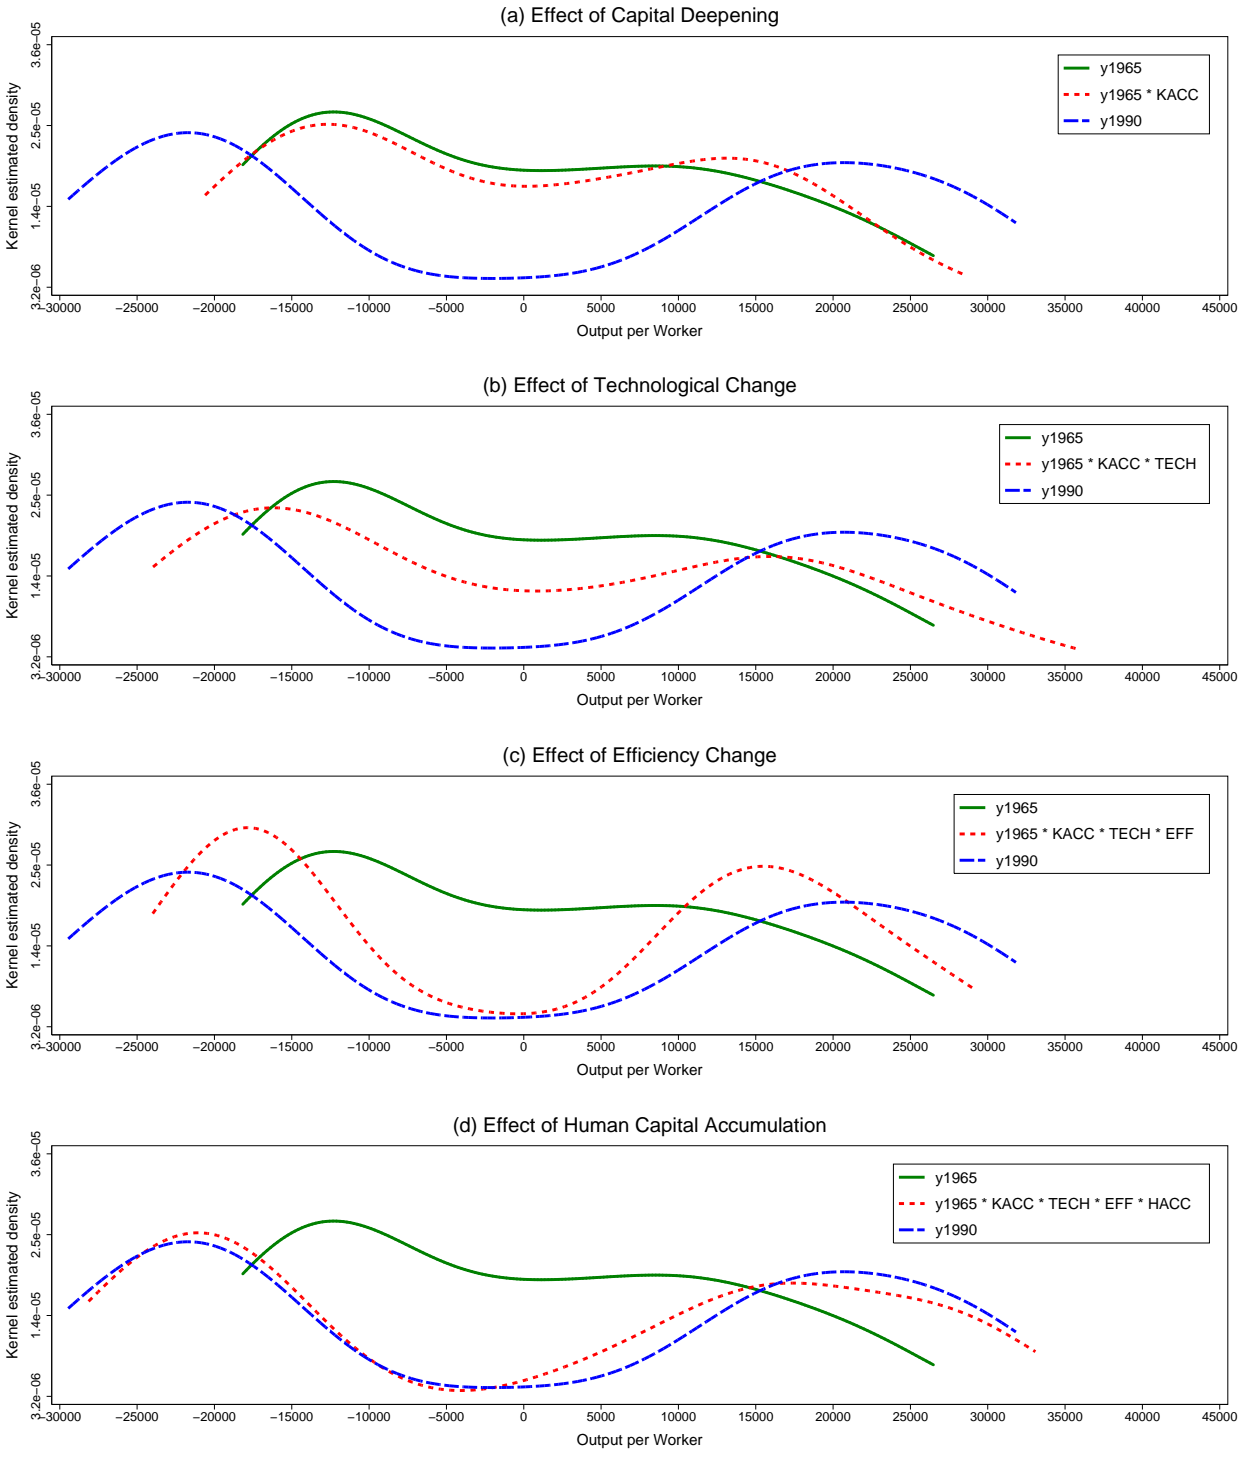 (a) Effect of Capital Deepening
Kernel estimated density
3.6e−05
2.5e−05
1.4e−05
3.2e−06
y1965
y1965 * KACC
y1990
−30000 −25000 −20000 −15000 −10000 −5000 0 5000 10000 15000 20000 25000 30000 35000 40000 45000
Output per Worker
(b) Effect of Technological Change
Kernel estimated density
3.6e−05
2.5e−05
1.4e−05
3.2e−06
y1965
y1965 * KACC * TECH
y1990
−30000 −25000 −20000 −15000 −10000 −5000 0 5000 10000 15000 20000 25000 30000 35000 40000 45000
Output per Worker
(c) Effect of Efficiency Change
Kernel estimated density
3.6e−05
2.5e−05
1.4e−05
3.2e−06
y1965
y1965 * KACC * TECH * EFF
y1990
−30000 −25000 −20000 −15000 −10000 −5000 0 5000 10000 15000 20000 25000 30000 35000 40000 45000
Output per Worker
(d) Effect of Human Capital Accumulation
Kernel estimated density
3.6e−05
2.5e−05
1.4e−05
3.2e−06
y1965
y1965 * KACC * TECH * EFF * HACC
y1990
−30000 −25000 −20000 −15000 −10000 −5000 0 5000 10000 15000 20000 25000 30000 35000 40000 45000
Output per Worker